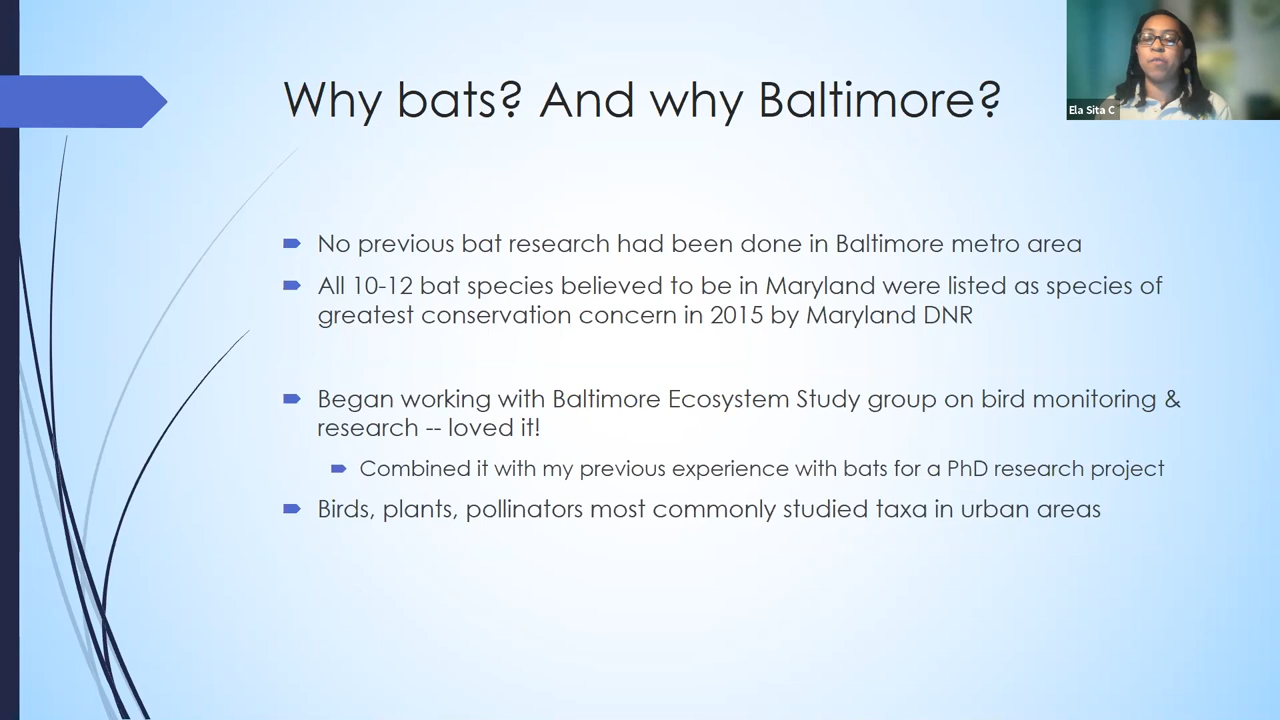 Why bats? And why Baltimore?
Ela Sita C
No previous bat research had been done in Baltimore metro area
All 10-12 bat species believed to be in Maryland were listed as species of
greatest conservation concern in 2015 by Maryland DNR
Began working with Baltimore Ecosystem Study group on bird monitoring &
research -- loved it!
Combined it with my previous experience with bats for a PhD research project
Birds, plants, pollinators most commonly studied taxa in urban areas